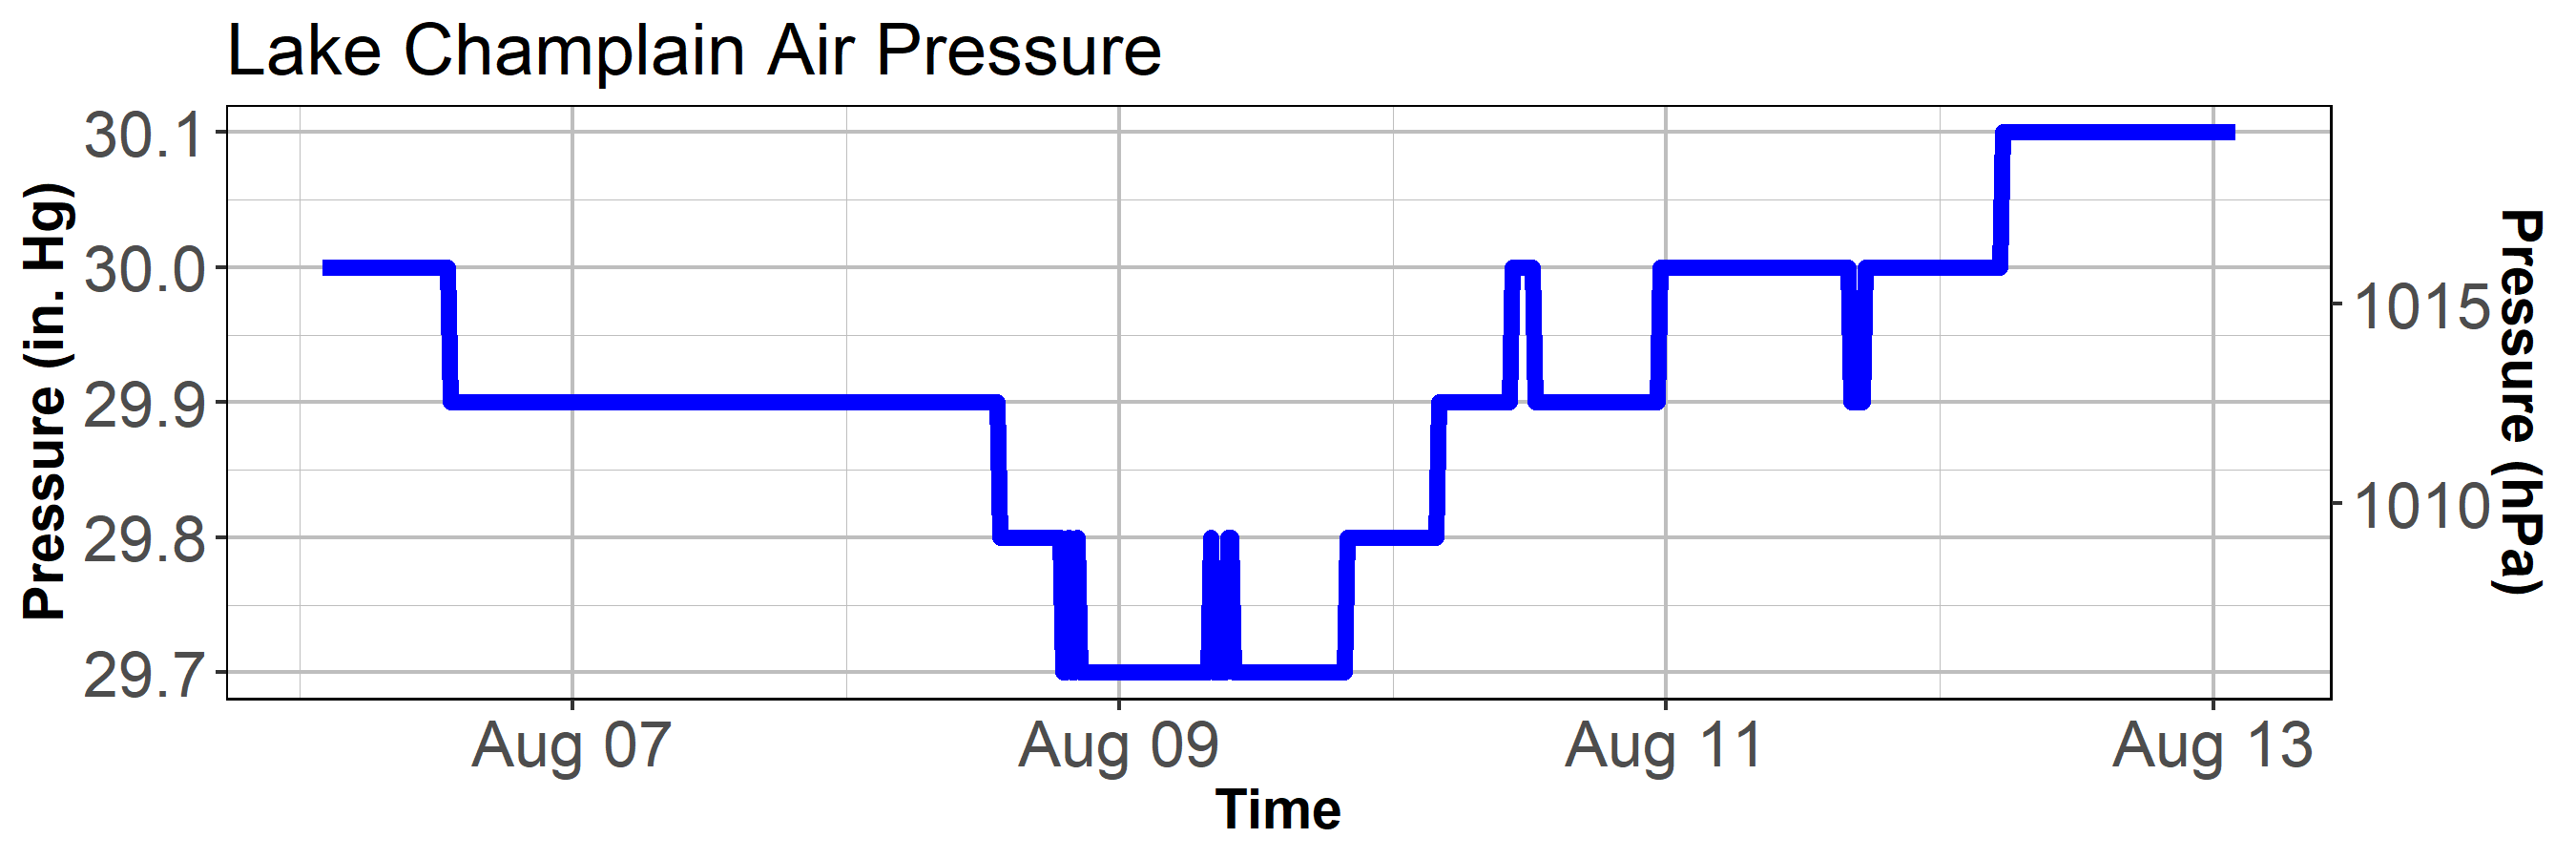 Lake Champlain Air Pressure
Pressure (in. Hg)
30.1
30.0
29.9
29.8
29.7
1015
1010
Pressure (hPa)
Aug 07 Aug 09 Aug 11 Aug 13
Time